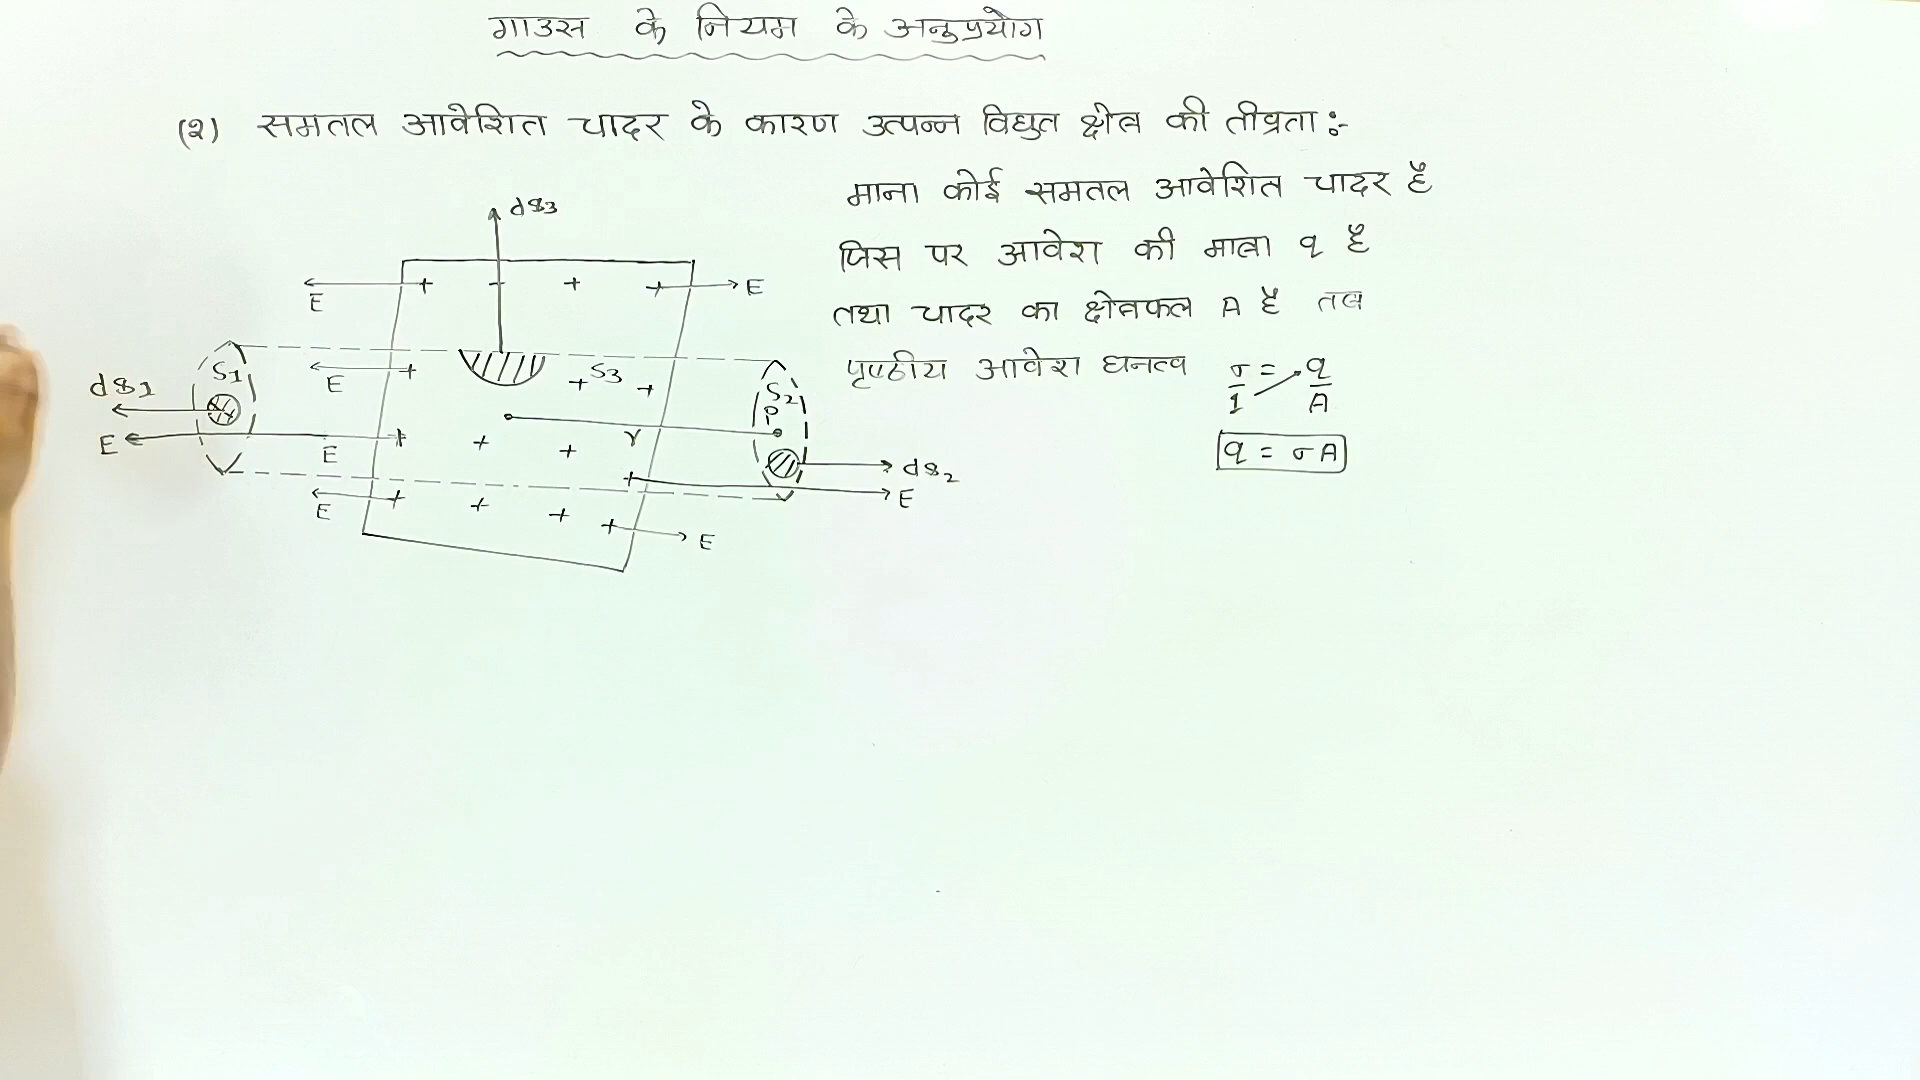 गाउस के नियम के अनुप्रयोग
(२) समतल आवेशित चादर के कारण उत्पन्न विद्युत क्षेत्र की तीव्रता :-
माना कोई समतल आवेशित चादर है
जिस पर आवेश की मात्रा q है
तथा चादर का क्षेत्रफल A है तब
पृष्ठीय आवेश घनत्व σ/1 = q/A
q = σA
ds3
E + - + + E
E + S3 + +
ds1 S1
S2
P
E E + + + r
+ ds2
E
E + + + + E